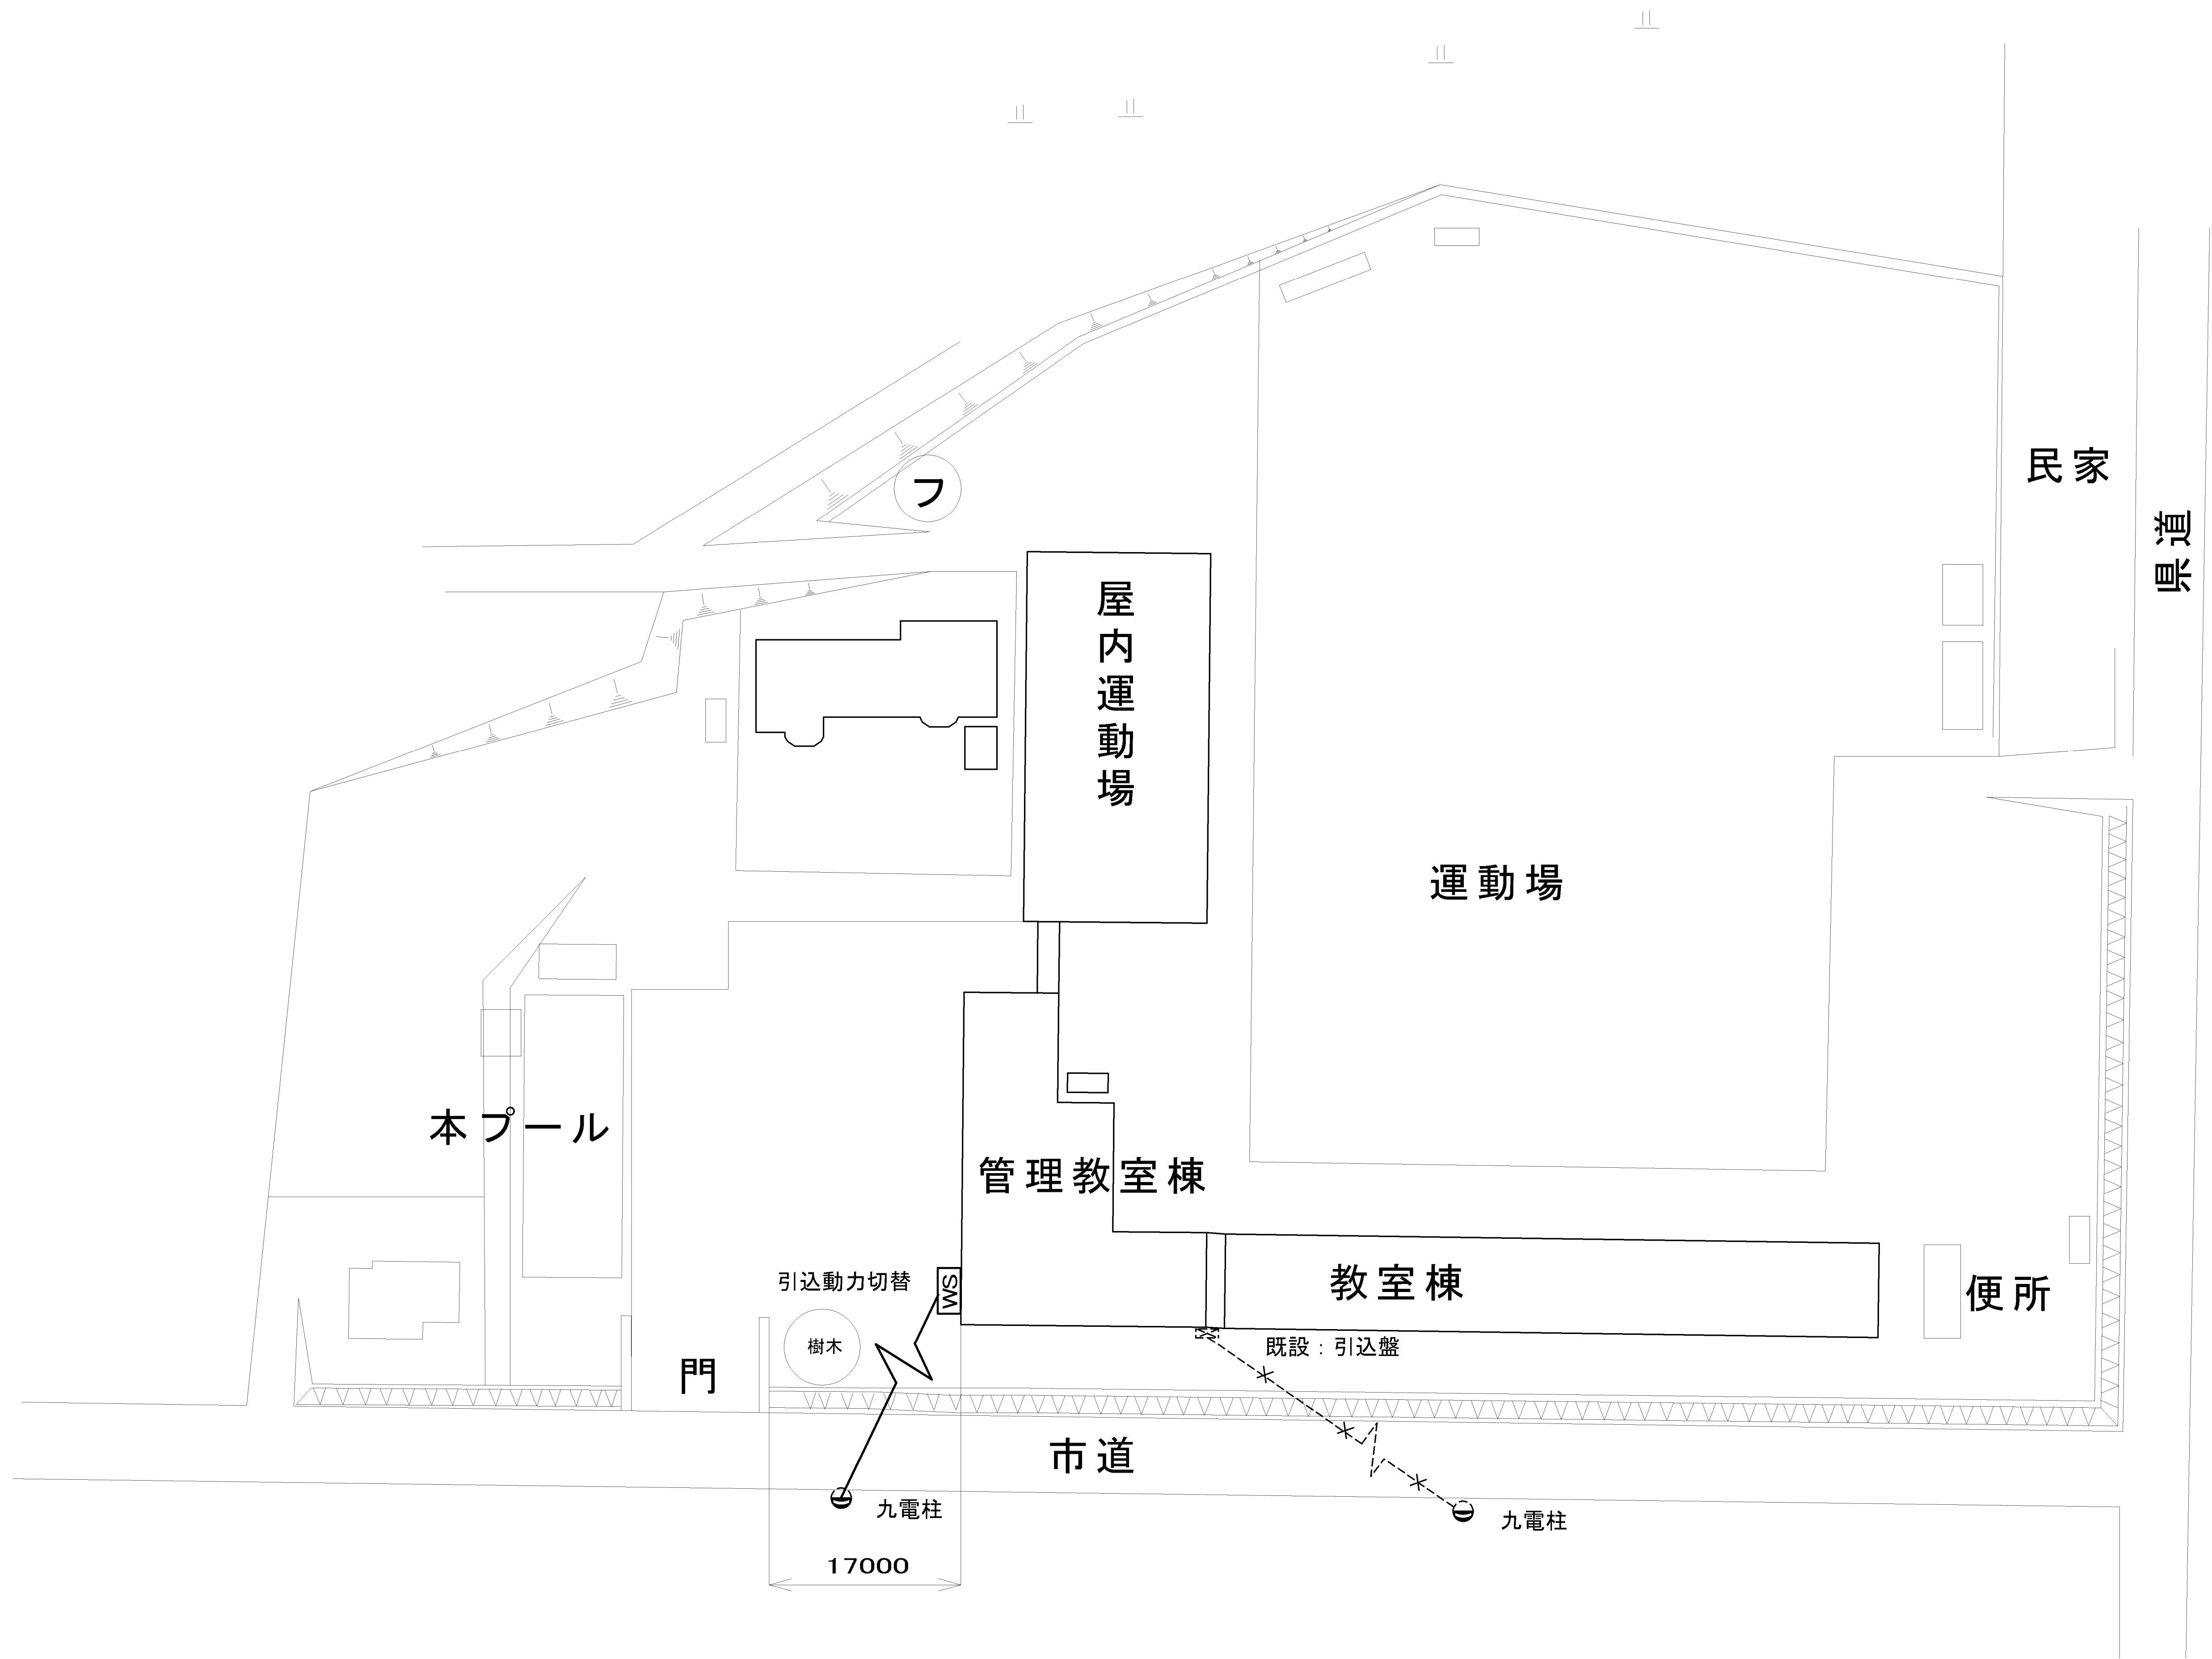 民家
県道
フ
屋内運動場
運動場
本プール
管理教室棟
引込動力切替
WS
教室棟
便所
樹木
既設：引込盤
門
市道
九電柱
九電柱
17000